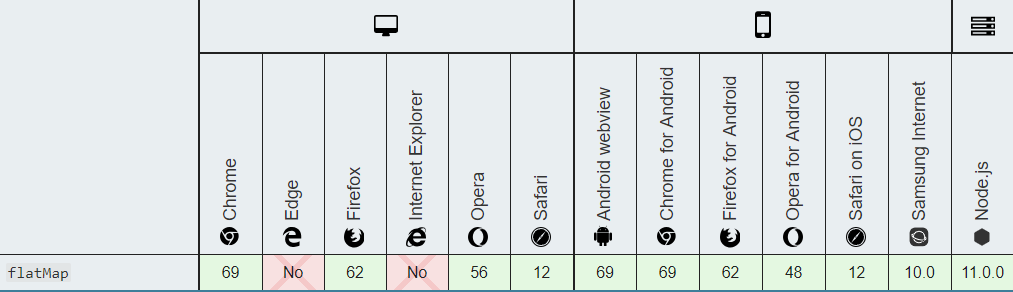 Chrome
Edge
Firefox
Internet Explorer
Opera
Safari
Android webview
Chrome for Android
Firefox for Android
Opera for Android
Safari on iOS
Samsung Internet
Node.js
flatMap 69 No 62 No 56 12 69 69 62 48 12 10.0 11.0.0